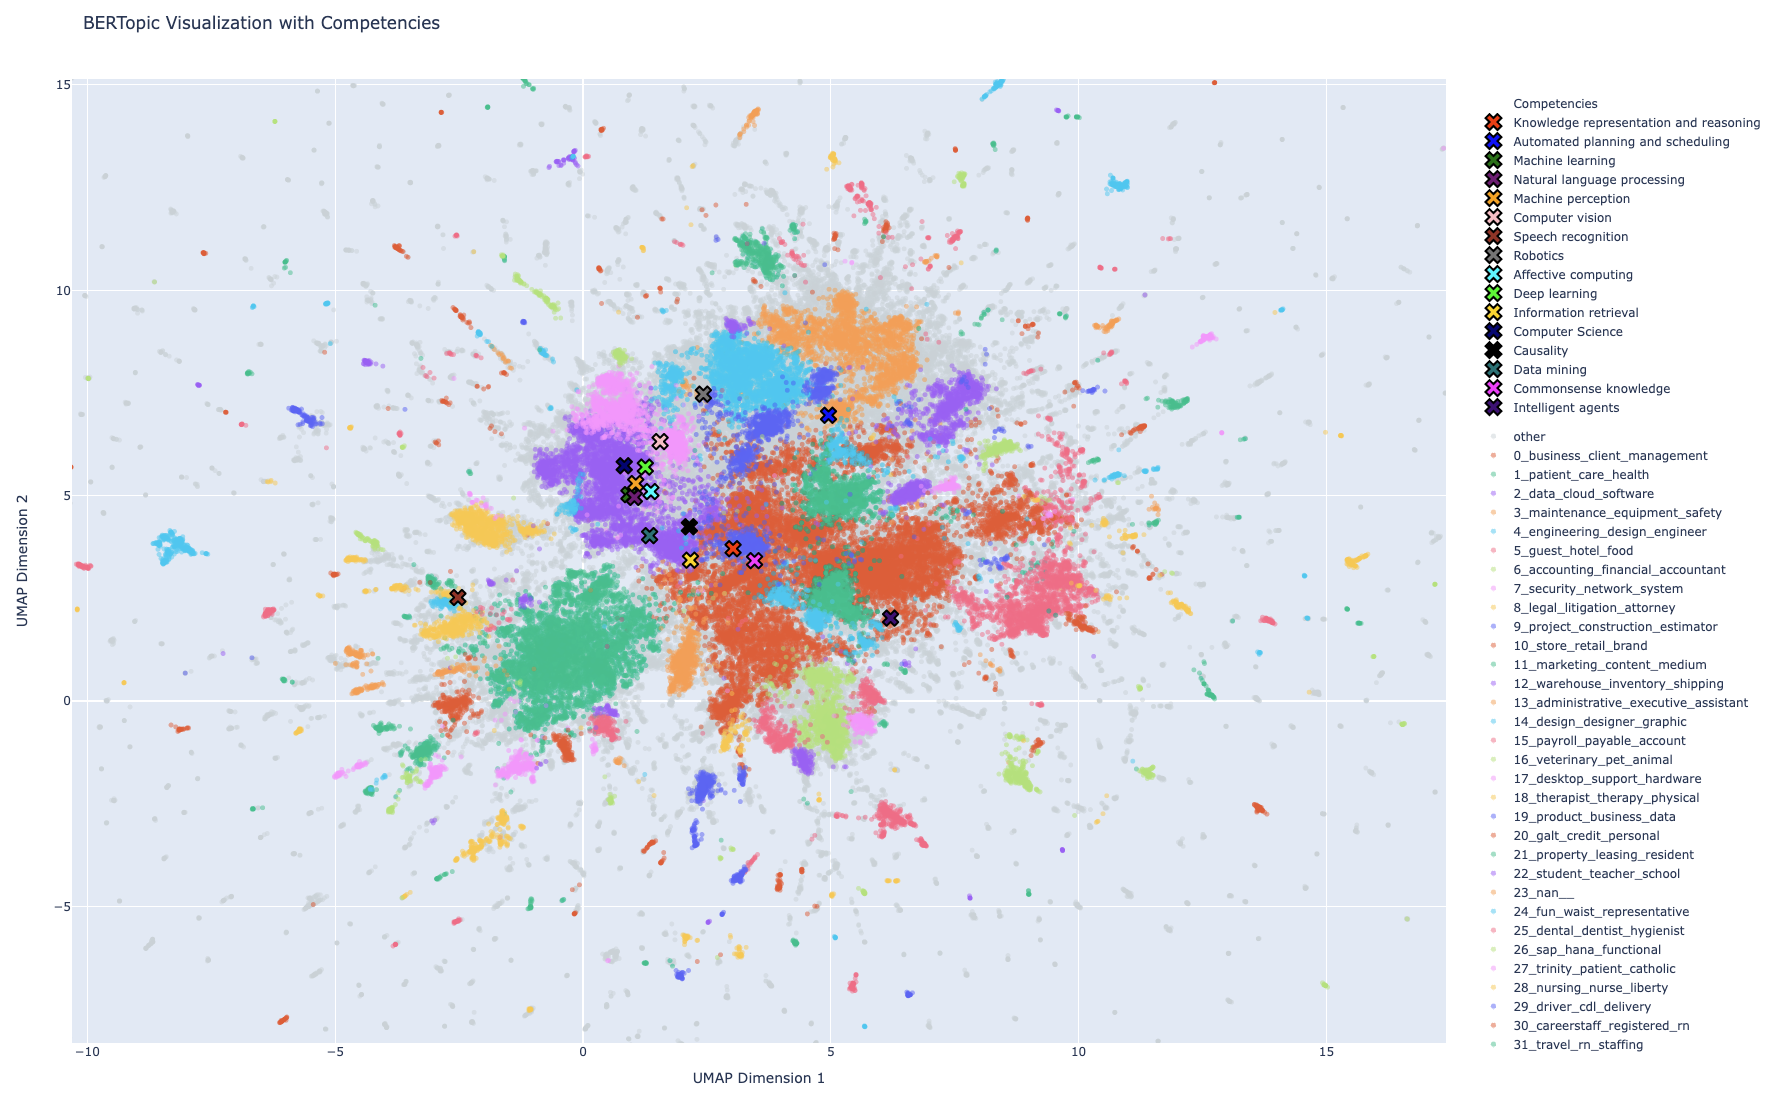 BERTopic Visualization with Competencies
15
10
5
0
−5
UMAP Dimension 2
−10
−5
0
5
10
15
UMAP Dimension 1
Competencies
Knowledge representation and reasoning
Automated planning and scheduling
Machine learning
Natural language processing
Machine perception
Computer vision
Speech recognition
Robotics
Affective computing
Deep learning
Information retrieval
Computer Science
Causality
Data mining
Commonsense knowledge
Intelligent agents
other
0_business_client_management
1_patient_care_health
2_data_cloud_software
3_maintenance_equipment_safety
4_engineering_design_engineer
5_guest_hotel_food
6_accounting_financial_accountant
7_security_network_system
8_legal_litigation_attorney
9_project_construction_estimator
10_store_retail_brand
11_marketing_content_medium
12_warehouse_inventory_shipping
13_administrative_executive_assistant
14_design_designer_graphic
15_payroll_payable_account
16_veterinary_pet_animal
17_desktop_support_hardware
18_therapist_therapy_physical
19_product_business_data
20_galt_credit_personal
21_property_leasing_resident
22_student_teacher_school
23_nan__
24_fun_waist_representative
25_dental_dentist_hygienist
26_sap_hana_functional
27_trinity_patient_catholic
28_nursing_nurse_liberty
29_driver_cdl_delivery
30_careerstaff_registered_rn
31_travel_rn_staffing